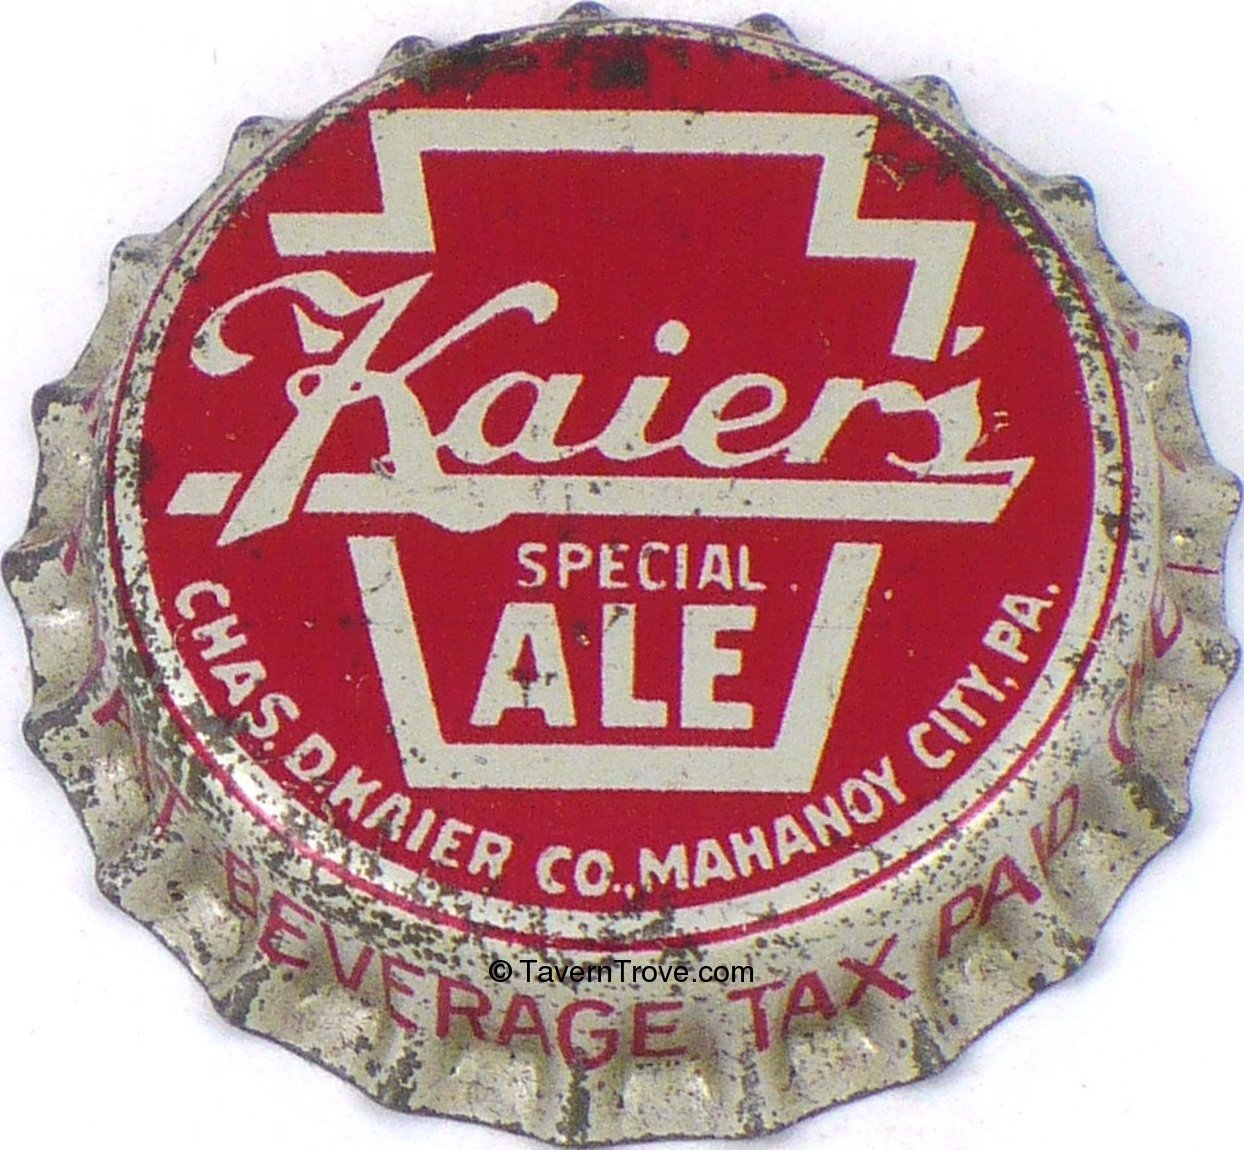 Kaier's
SPECIAL
ALE
CHAS. D. KAIER CO., MAHANOY CITY, PA.
BEVERAGE TAX PAID
© TavernTrove.com